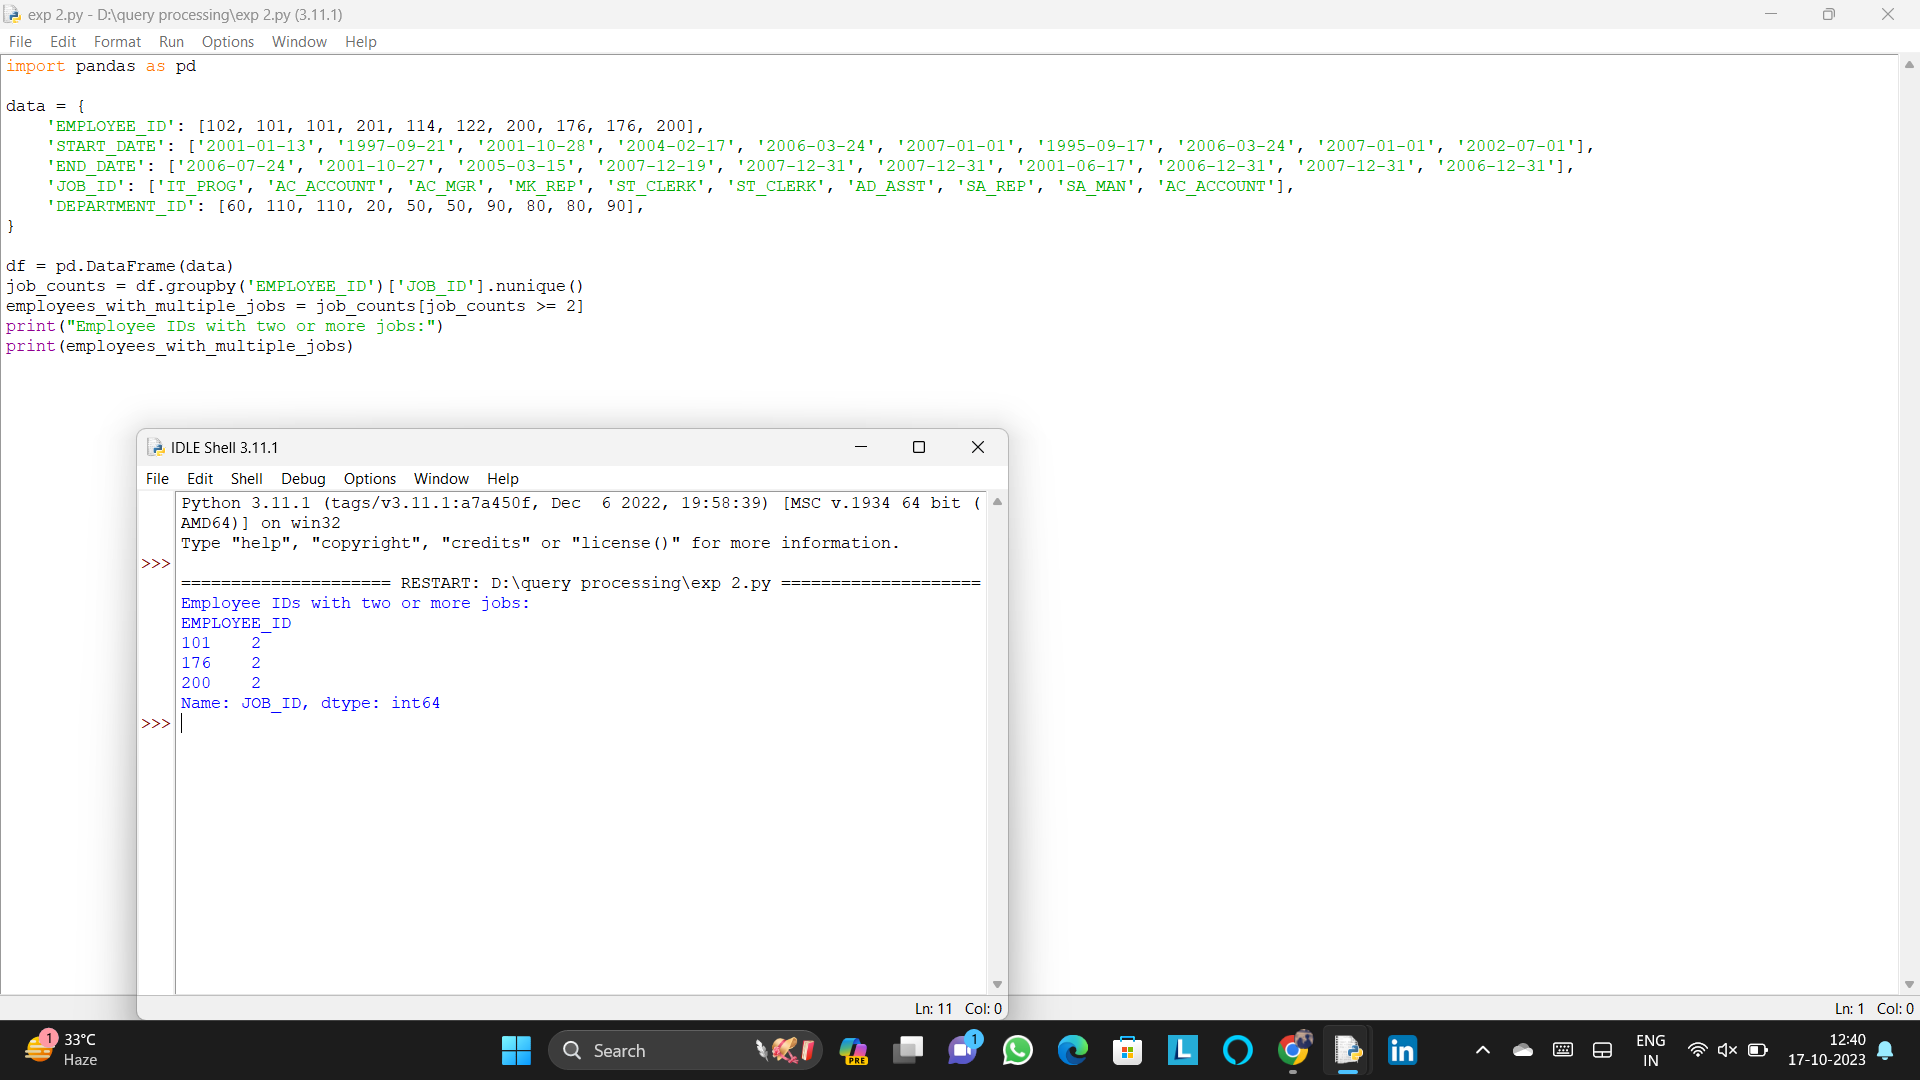 exp 2.py - D:\query processing\exp 2.py (3.11.1)
File Edit Format Run Options Window Help
import pandas as pd
data = {
    'EMPLOYEE_ID': [102, 101, 101, 201, 114, 122, 200, 176, 176, 200],
    'START_DATE': ['2001-01-13', '1997-09-21', '2001-10-28', '2004-02-17', '2006-03-24', '2007-01-01', '1995-09-17', '2006-03-24', '2007-01-01', '2002-07-01'],
    'END_DATE': ['2006-07-24', '2001-10-27', '2005-03-15', '2007-12-19', '2007-12-31', '2007-12-31', '2001-06-17', '2006-12-31', '2007-12-31', '2006-12-31'],
    'JOB_ID': ['IT_PROG', 'AC_ACCOUNT', 'AC_MGR', 'MK_REP', 'ST_CLERK', 'ST_CLERK', 'AD_ASST', 'SA_REP', 'SA_MAN', 'AC_ACCOUNT'],
    'DEPARTMENT_ID': [60, 110, 110, 20, 50, 50, 90, 80, 80, 90],
}
df = pd.DataFrame(data)
job_counts = df.groupby('EMPLOYEE_ID')['JOB_ID'].nunique()
employees_with_multiple_jobs = job_counts[job_counts >= 2]
print("Employee IDs with two or more jobs:")
print(employees_with_multiple_jobs)
IDLE Shell 3.11.1
File Edit Shell Debug Options Window Help
Python 3.11.1 (tags/v3.11.1:a7a450f, Dec  6 2022, 19:58:39) [MSC v.1934 64 bit (
AMD64)] on win32
Type "help", "copyright", "credits" or "license()" for more information.
>>>
===================== RESTART: D:\query processing\exp 2.py ====================
Employee IDs with two or more jobs:
EMPLOYEE_ID
101    2
176    2
200    2
Name: JOB_ID, dtype: int64
>>>
Ln: 11 Col: 0
Ln: 1 Col: 0
1
33°C
Haze
Search
PRE
1
L
in
ENG
IN
12:40
17-10-2023